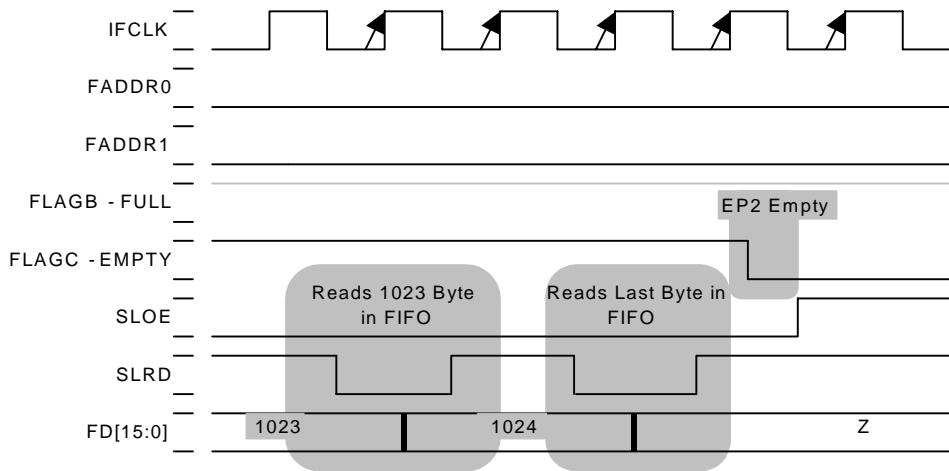 IFCLK
FADDR0
FADDR1
FLAGB - FULL
EP2 Empty
FLAGC - EMPTY
Reads 1023 Byte
in FIFO
Reads Last Byte in
FIFO
SLOE
SLRD
FD[15:0]
1023
1024
Z